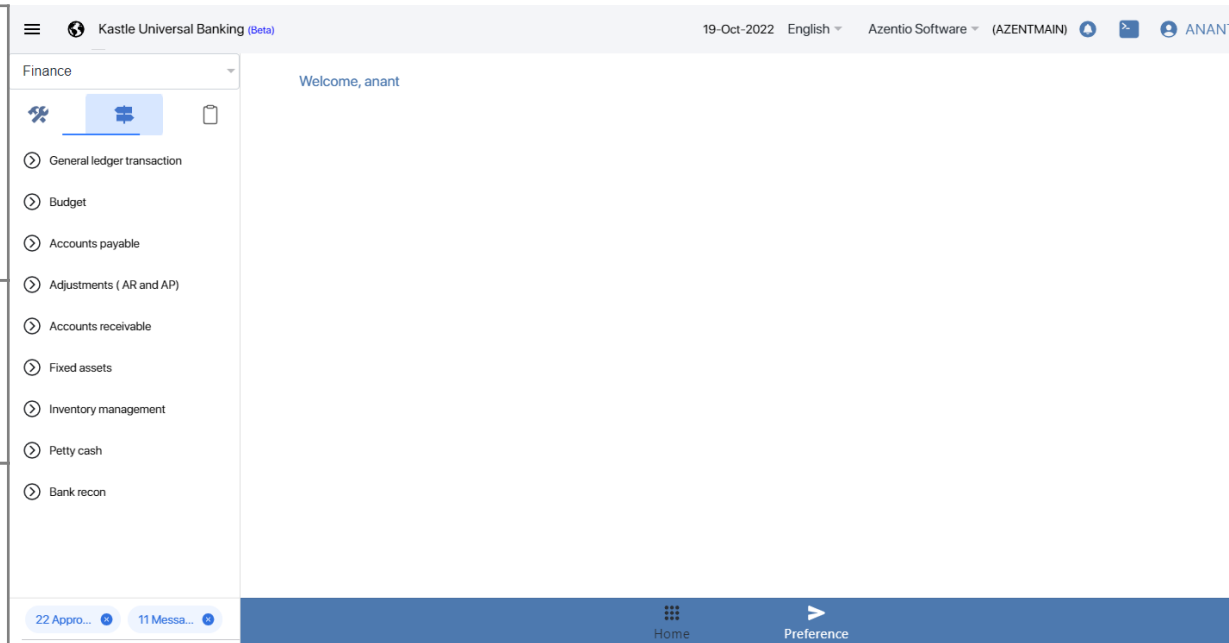 Kastle Universal Banking (Beta) 19-Oct-2022 English Azentio Software (AZENTMAIN) ANANT
Finance
Welcome, anant
General ledger transaction
Budget
Accounts payable
Adjustments ( AR and AP)
Accounts receivable
Fixed assets
Inventory management
Petty cash
Bank recon
22 Appro... 11 Messa...
Home Preference